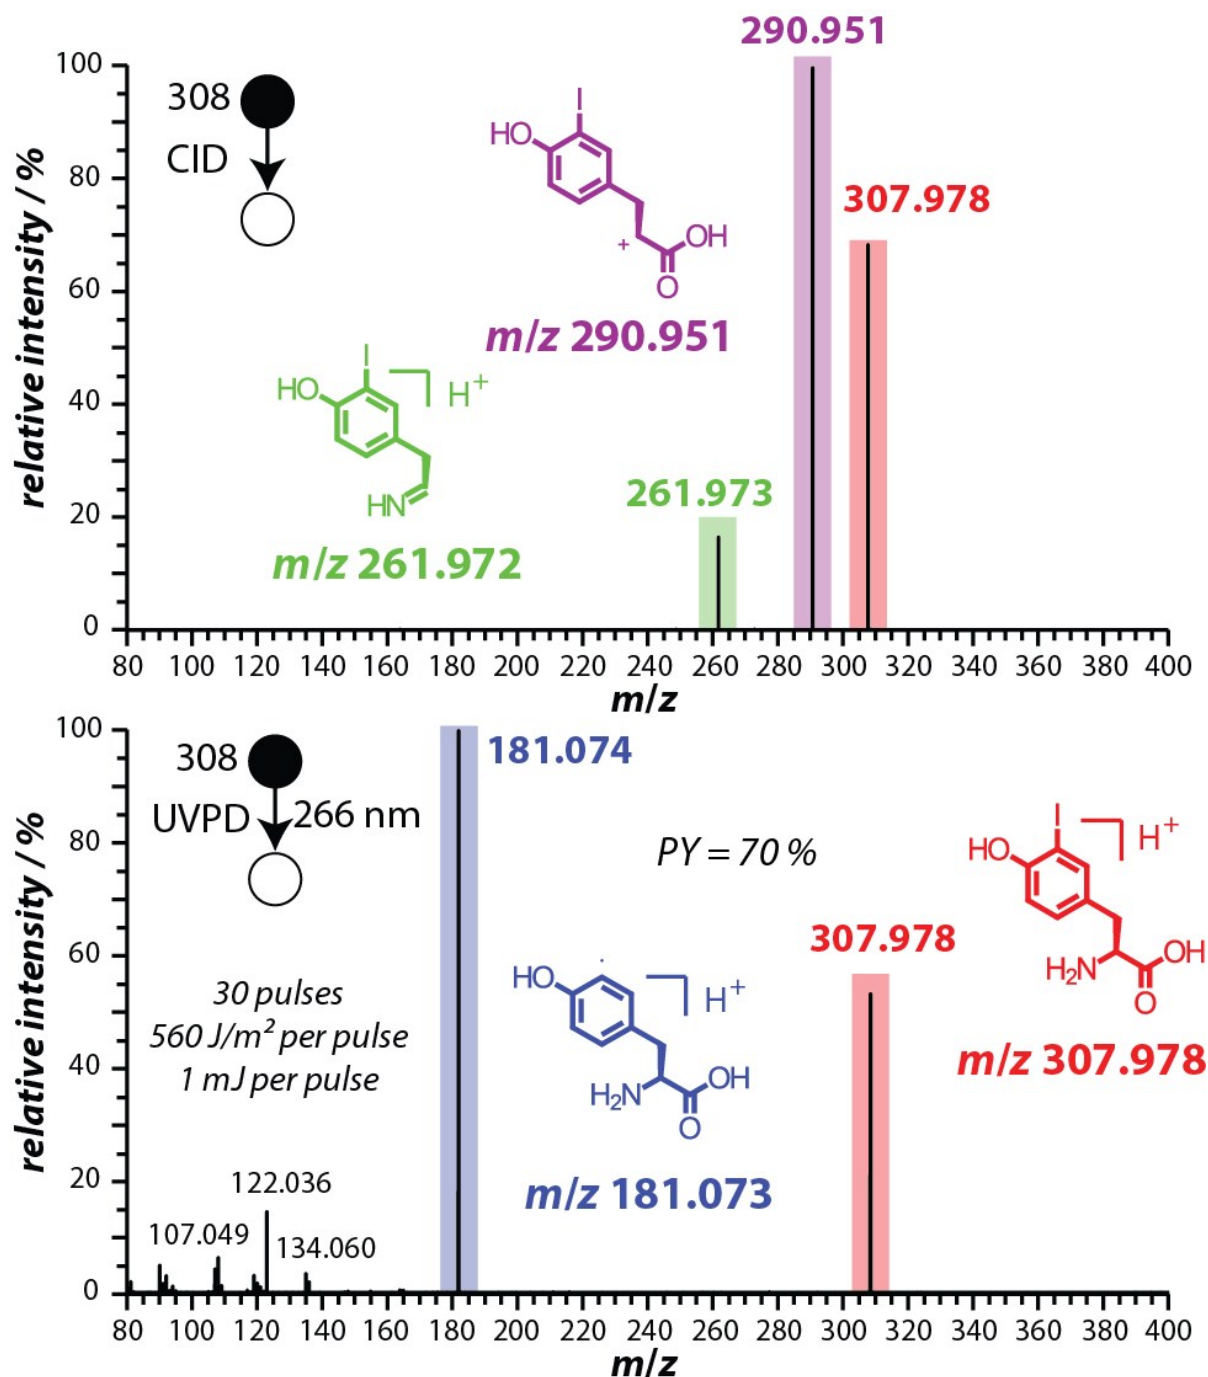 290.951
100
308
CID
I
HO
OH
O
+
307.978
80
60
m/z 290.951
I
HO
H+
HN
40
261.973
m/z 261.972
20
0
relative intensity / %
80 100 120 140 160 180 200 220 240 260 280 300 320 340 360 380 400
m/z
100
308
UVPD
266 nm
181.074
80
PY = 70 %
I
HO
H+
H2N
OH
O
60
307.978
30 pulses
560 J/m² per pulse
1 mJ per pulse
HO
H+
H2N
OH
O
40
m/z 307.978
20
122.036
m/z 181.073
107.049
134.060
0
relative intensity / %
80 100 120 140 160 180 200 220 240 260 280 300 320 340 360 380 400
m/z